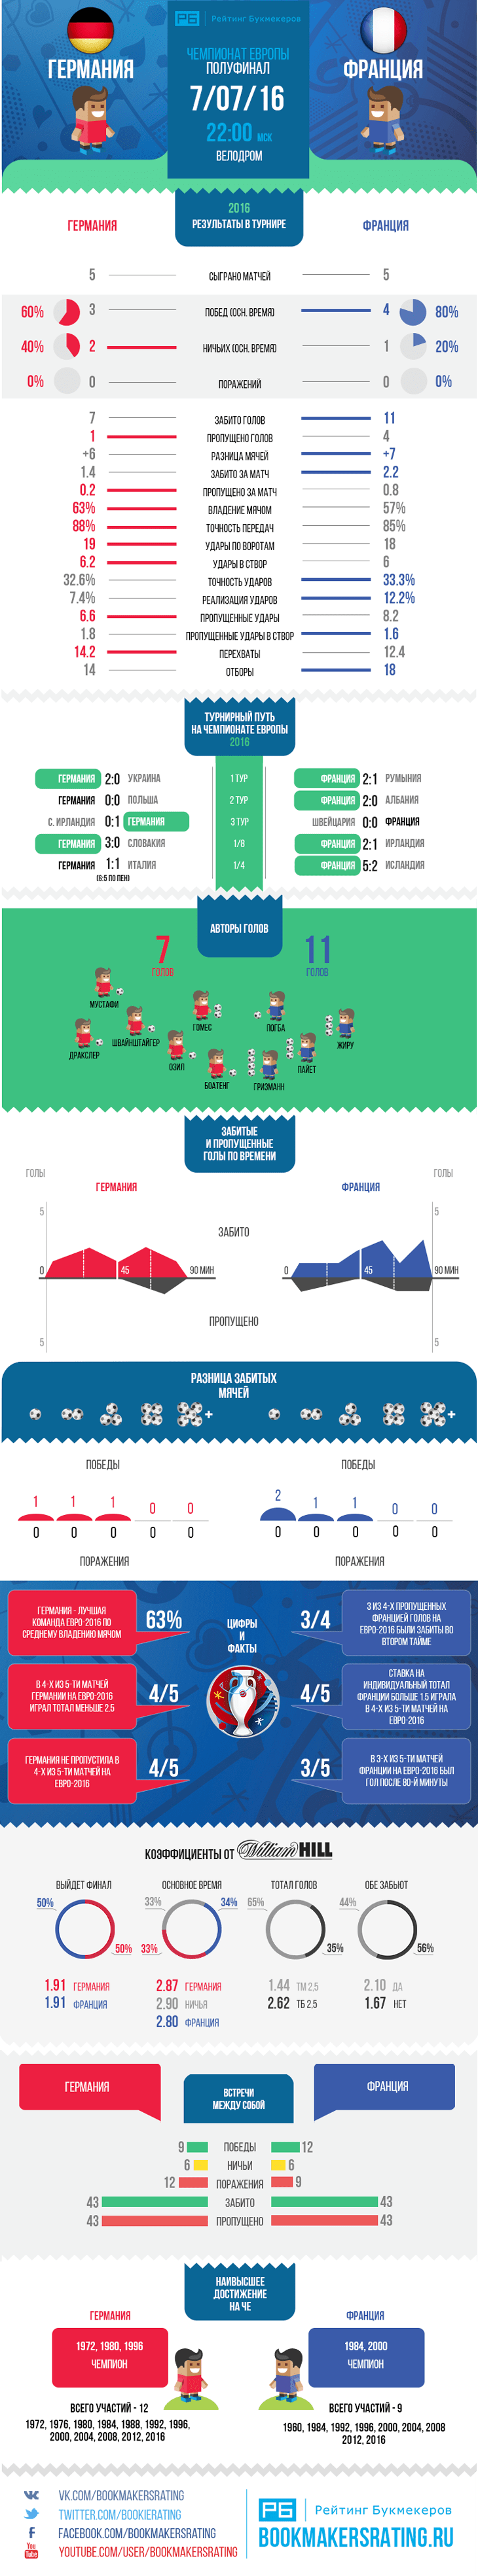 РБ Рейтинг Букмекеров
ЧЕМПИОНАТ ЕВРОПЫ
ПОЛУФИНАЛ
ГЕРМАНИЯ
ФРАНЦИЯ
7/07/16
22:00 МСК
ВЕЛОДРОМ
2016
РЕЗУЛЬТАТЫ В ТУРНИРЕ
ГЕРМАНИЯ
ФРАНЦИЯ
5 СЫГРАНО МАТЧЕЙ 5
60% 3 ПОБЕД (ОСН. ВРЕМЯ) 4 80%
40% 2 НИЧЬИХ (ОСН. ВРЕМЯ) 1 20%
0% 0 ПОРАЖЕНИЙ 0 0%
7 ЗАБИТО ГОЛОВ 11
1 ПРОПУЩЕНО ГОЛОВ 4
+6 РАЗНИЦА МЯЧЕЙ +7
1.4 ЗАБИТО ЗА МАТЧ 2.2
0.2 ПРОПУЩЕНО ЗА МАТЧ 0.8
63% ВЛАДЕНИЕ МЯЧОМ 57%
88% ТОЧНОСТЬ ПЕРЕДАЧ 85%
19 УДАРЫ ПО ВОРОТАМ 18
6.2 УДАРЫ В СТВОР 6
32.6% ТОЧНОСТЬ УДАРОВ 33.3%
7.4% РЕАЛИЗАЦИЯ УДАРОВ 12.2%
6.6 ПРОПУЩЕННЫЕ УДАРЫ 8.2
1.8 ПРОПУЩЕННЫЕ УДАРЫ В СТВОР 1.6
14.2 ПЕРЕХВАТЫ 12.4
14 ОТБОРЫ 18
ТУРНИРНЫЙ ПУТЬ
НА ЧЕМПИОНАТЕ ЕВРОПЫ
2016
ГЕРМАНИЯ 2:0 УКРАИНА 1 ТУР ФРАНЦИЯ 2:1 РУМЫНИЯ
ГЕРМАНИЯ 0:0 ПОЛЬША 2 ТУР ФРАНЦИЯ 2:0 АЛБАНИЯ
С. ИРЛАНДИЯ 0:1 ГЕРМАНИЯ 3 ТУР ШВЕЙЦАРИЯ 0:0 ФРАНЦИЯ
ГЕРМАНИЯ 3:0 СЛОВАКИЯ 1/8 ФРАНЦИЯ 2:1 ИРЛАНДИЯ
ГЕРМАНИЯ 1:1 ИТАЛИЯ 1/4 ФРАНЦИЯ 5:2 ИСЛАНДИЯ
(6:5 ПО ПЕН)
АВТОРЫ ГОЛОВ
7
ГОЛОВ
11
ГОЛОВ
МУСТАФИ
ГОМЕС
ПОГБА
ШВАЙНШТАЙГЕР
ЖИРУ
ДРАКСЛЕР
ОЗИЛ
ПАЙЕТ
БОАТЕНГ
ГРИЗМАНН
ЗАБИТЫЕ
И ПРОПУЩЕННЫЕ
ГОЛЫ ПО ВРЕМЕНИ
ГОЛЫ
ГОЛЫ
ГЕРМАНИЯ
ФРАНЦИЯ
5
5
ЗАБИТО
0 45 90 МИН
0 45 90 МИН
ПРОПУЩЕНО
5
5
РАЗНИЦА ЗАБИТЫХ
МЯЧЕЙ
+
+
ПОБЕДЫ
ПОБЕДЫ
1 1 1 0 0
2 1 1 0 0
0 0 0 0 0
0 0 0 0 0
ПОРАЖЕНИЯ
ПОРАЖЕНИЯ
ЦИФРЫ
И
ФАКТЫ
ГЕРМАНИЯ - ЛУЧШАЯ
КОМАНДА ЕВРО-2016 ПО
СРЕДНЕМУ ВЛАДЕНИЮ МЯЧОМ
63%
3/4
3 ИЗ 4-Х ПРОПУЩЕННЫХ
ФРАНЦИЕЙ ГОЛОВ НА
ЕВРО-2016 БЫЛИ ЗАБИТЫ ВО
ВТОРОМ ТАЙМЕ
В 4-Х ИЗ 5-ТИ МАТЧЕЙ
ГЕРМАНИИ НА ЕВРО-2016
ИГРАЛ ТОТАЛ МЕНЬШЕ 2.5
4/5
4/5
СТАВКА НА
ИНДИВИДУАЛЬНЫЙ ТОТАЛ
ФРАНЦИИ БОЛЬШЕ 1.5 ИГРАЛА
В 4-Х ИЗ 5-ТИ МАТЧЕЙ НА
ЕВРО-2016
ГЕРМАНИЯ НЕ ПРОПУСТИЛА В
4-Х ИЗ 5-ТИ МАТЧЕЙ НА
ЕВРО-2016
4/5
3/5
В 3-Х ИЗ 5-ТИ МАТЧЕЙ
ФРАНЦИИ НА ЕВРО-2016 БЫЛ
ГОЛ ПОСЛЕ 80-Й МИНУТЫ
КОЭФФИЦИЕНТЫ ОТ William HILL
ВЫЙДЕТ ФИНАЛ
ОСНОВНОЕ ВРЕМЯ
ТОТАЛ ГОЛОВ
ОБЕ ЗАБЬЮТ
50% 33% 34% 65% 44%
50% 33% 35% 56%
1.91 ГЕРМАНИЯ 2.87 ГЕРМАНИЯ 1.44 ТМ 2,5 2.10 ДА
1.91 ФРАНЦИЯ 2.90 НИЧЬЯ 2.62 ТБ 2,5 1.67 НЕТ
2.80 ФРАНЦИЯ
ГЕРМАНИЯ
ВСТРЕЧИ
МЕЖДУ СОБОЙ
ФРАНЦИЯ
9 ПОБЕДЫ 12
6 НИЧЬИ 6
12 ПОРАЖЕНИЯ 9
43 ЗАБИТО 43
43 ПРОПУЩЕНО 43
НАИВЫСШЕЕ
ДОСТИЖЕНИЕ
НА ЧЕ
ГЕРМАНИЯ
ФРАНЦИЯ
1972, 1980, 1996
ЧЕМПИОН
1984, 2000
ЧЕМПИОН
ВСЕГО УЧАСТИЙ - 12
1972, 1976, 1980, 1984, 1988, 1992, 1996,
2000, 2004, 2008, 2012, 2016
ВСЕГО УЧАСТИЙ - 9
1960, 1984, 1992, 1996, 2000, 2004, 2008
2012, 2016
VK.COM/BOOKMAKERSRATING
TWITTER.COM/BOOKIERATING
FACEBOOK.COM/BOOKMAKERSRATING
You Tube YOUTUBE.COM/USER/BOOKMAKERSRATING
РБ Рейтинг Букмекеров
BOOKMAKERSRATING.RU